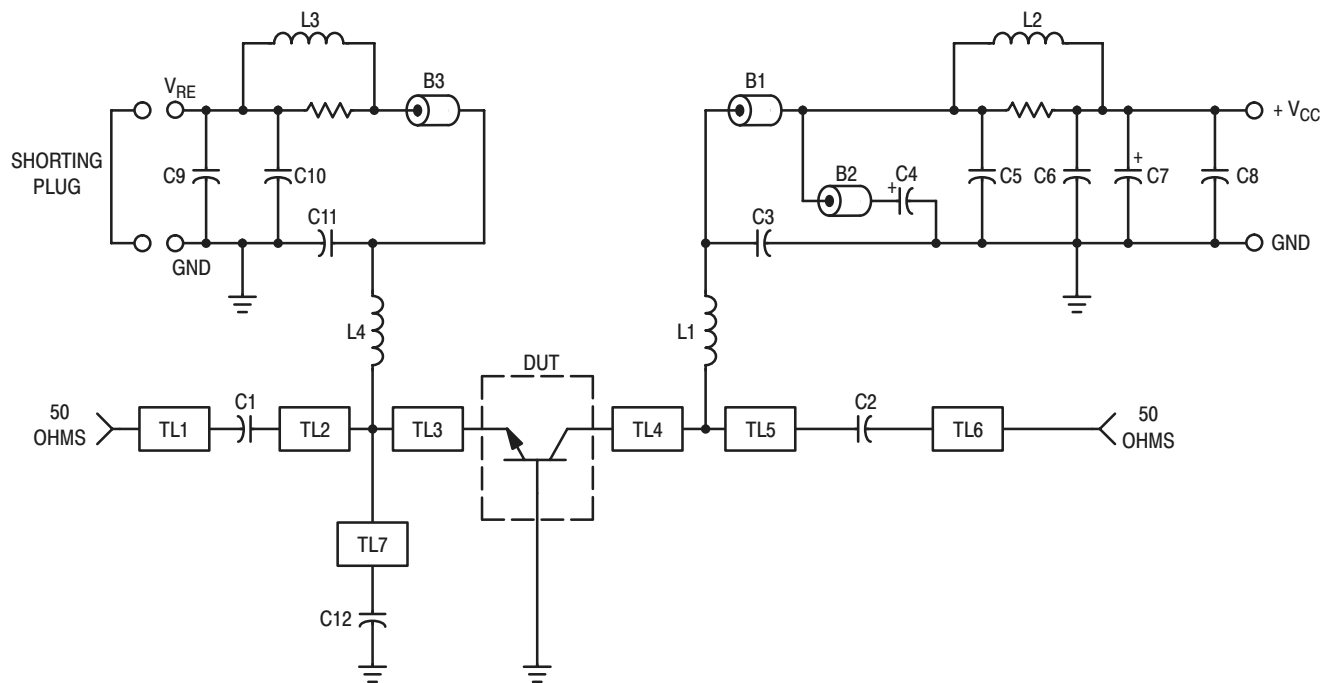 L3
L2
V_RE
B3
B1
+ V_CC
SHORTING
PLUG
C9
C10
B2
+
C4
C5
C6
+
C7
C8
C11
C3
GND
GND
L4
L1
DUT
50
OHMS
TL1
C1
TL2
TL3
TL4
TL5
C2
TL6
50
OHMS
TL7
C12